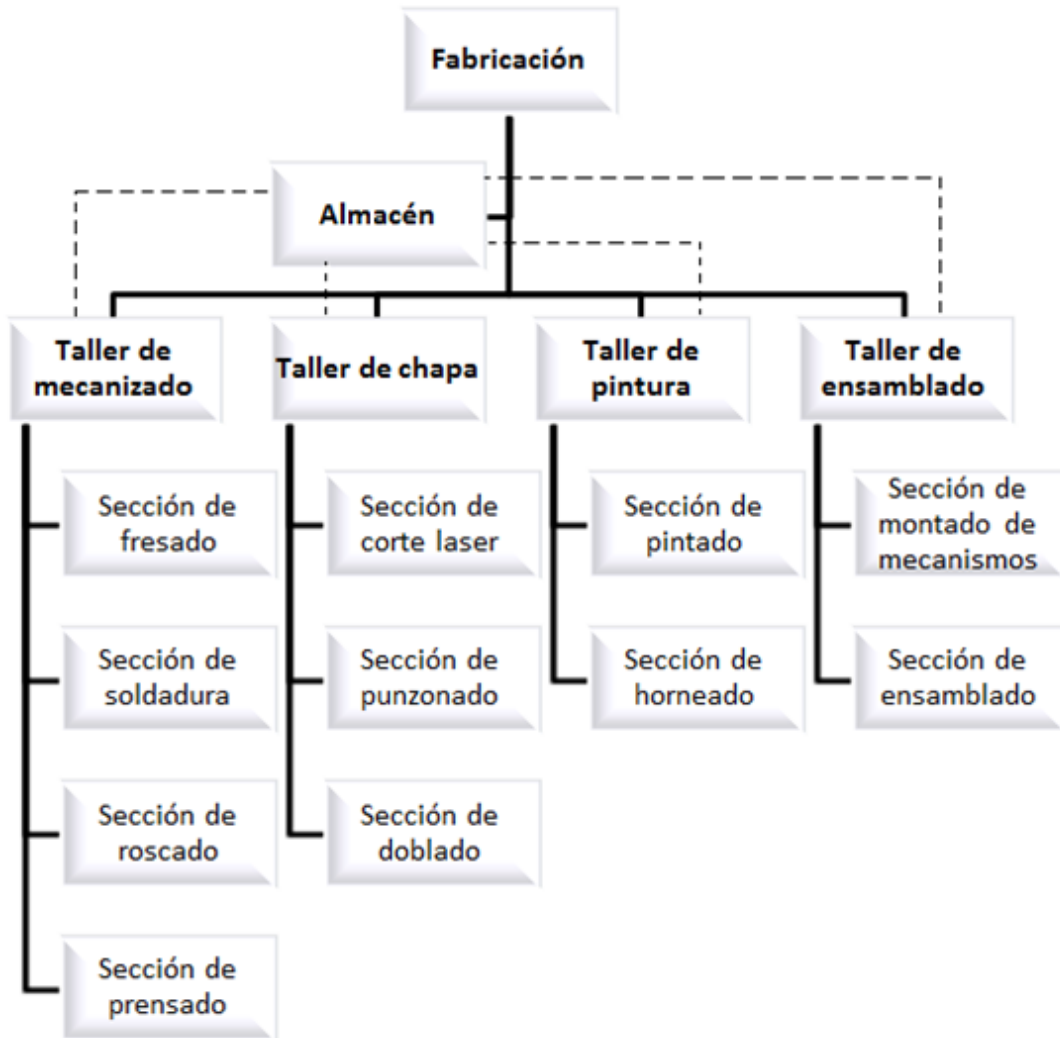 Fabricación
Almacén
Taller de
mecanizado
Taller de chapa
Taller de
pintura
Taller de
ensamblado
Sección de
fresado
Sección de
corte laser
Sección de
pintado
Sección de
montado de
mecanismos
Sección de
soldadura
Sección de
punzonado
Sección de
horneado
Sección de
ensamblado
Sección de
roscado
Sección de
doblado
Sección de
prensado